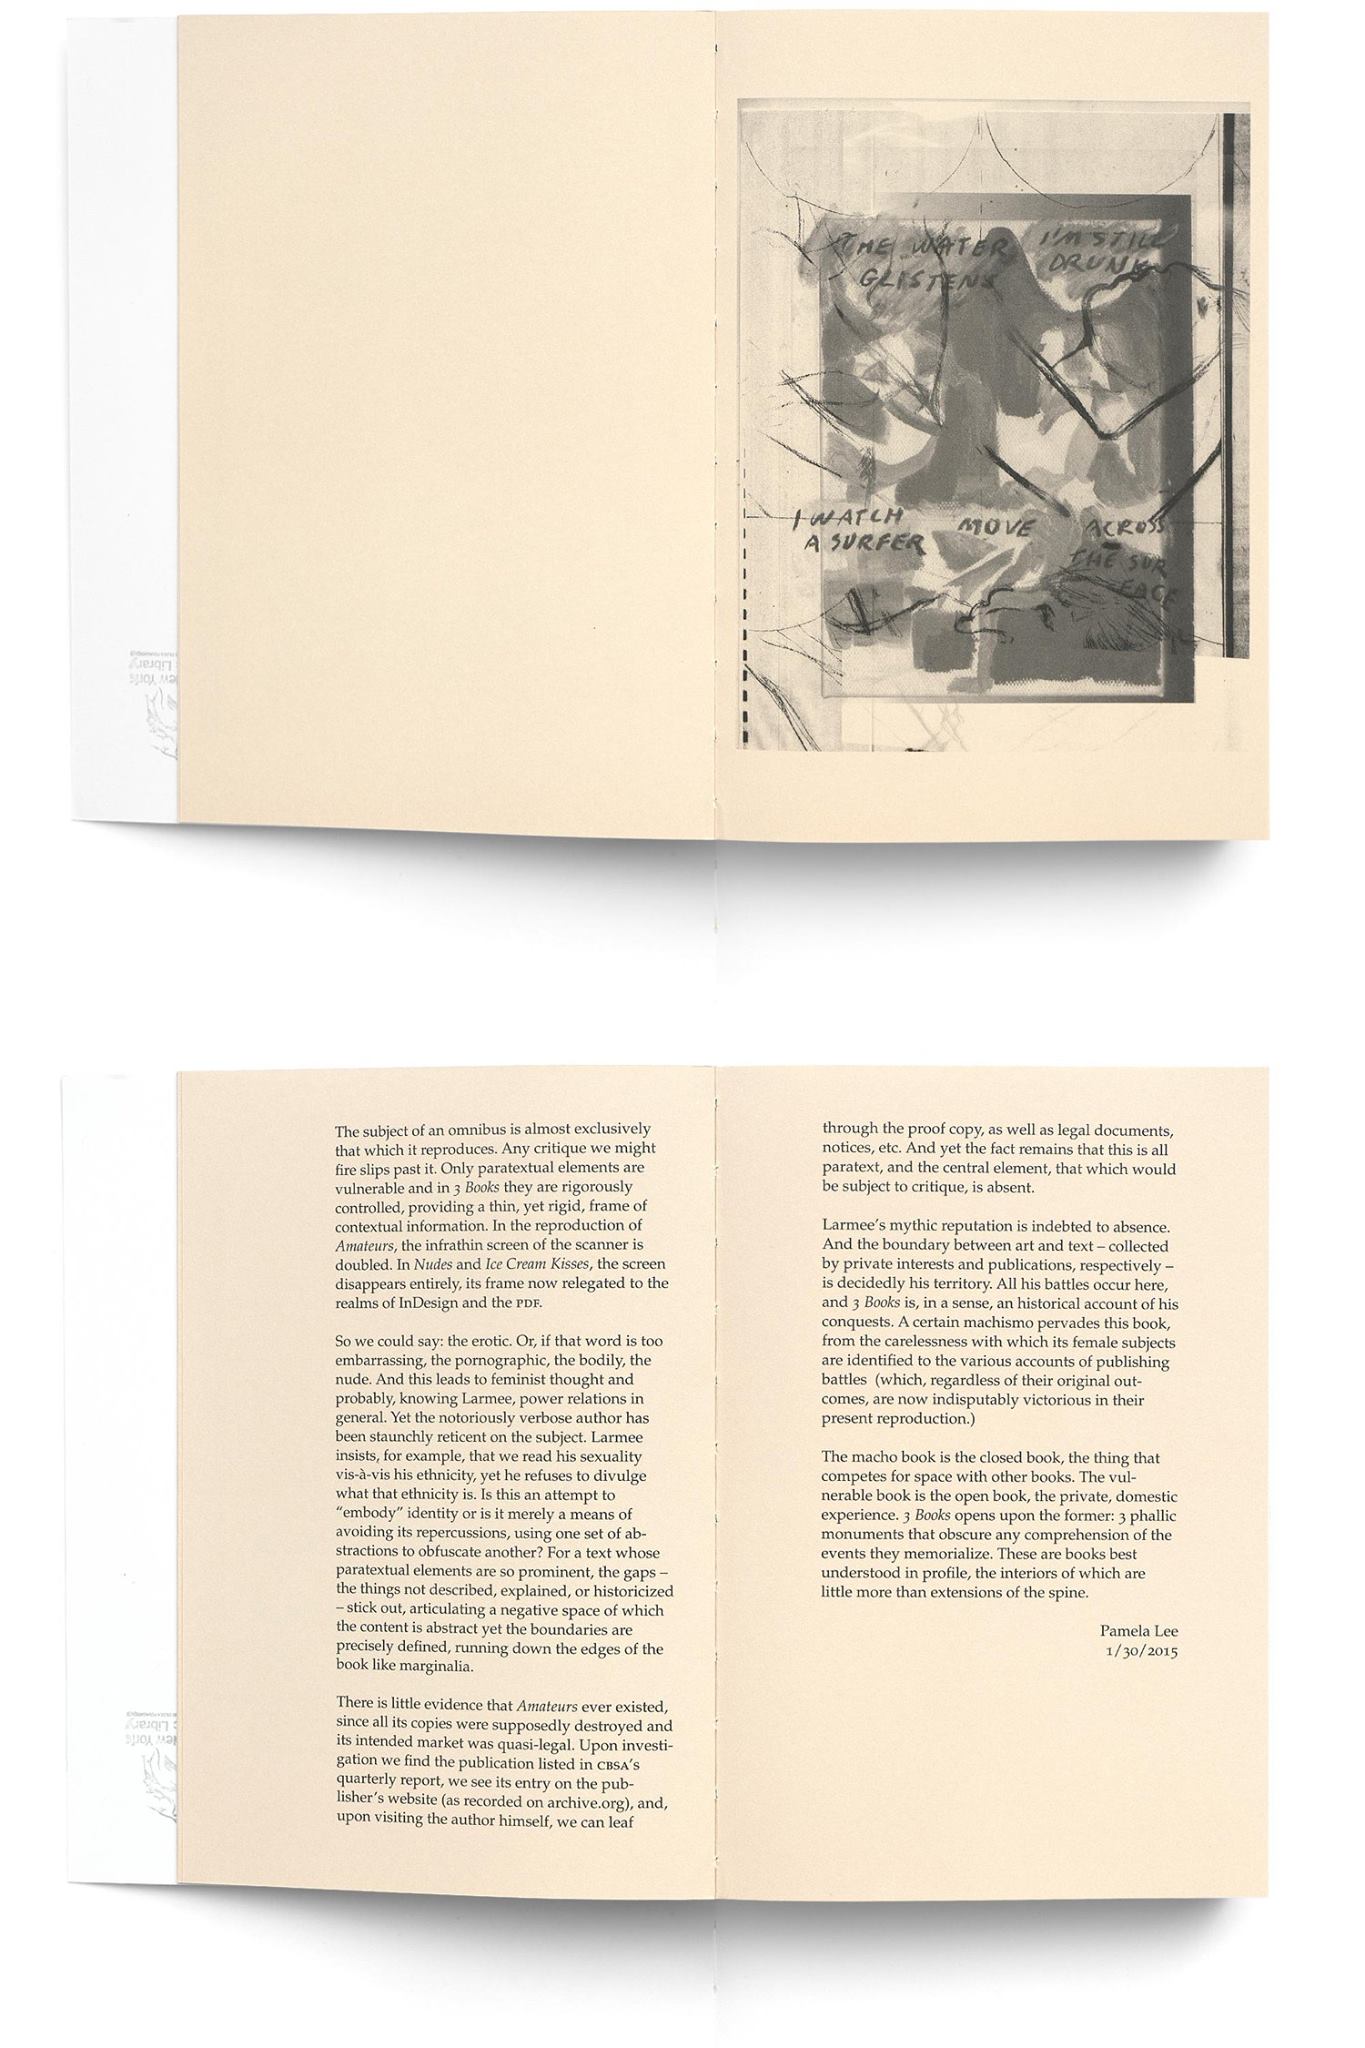 THE WATER
GLISTENS
I'M STILL
DRUNK
I WATCH
A SURFER
MOVE
ACROSS
THE SUR
FACE
The subject of an omnibus is almost exclusively
that which it reproduces. Any critique we might
fire slips past it. Only paratextual elements are
vulnerable and in 3 Books they are rigorously
controlled, providing a thin, yet rigid, frame of
contextual information. In the reproduction of
Amateurs, the infrathin screen of the scanner is
doubled. In Nudes and Ice Cream Kisses, the screen
disappears entirely, its frame now relegated to the
realms of InDesign and the PDF.
So we could say: the erotic. Or, if that word is too
embarrassing, the pornographic, the bodily, the
nude. And this leads to feminist thought and
probably, knowing Larmee, power relations in
general. Yet the notoriously verbose author has
been staunchly reticent on the subject. Larmee
insists, for example, that we read his sexuality
vis-à-vis his ethnicity, yet he refuses to divulge
what that ethnicity is. Is this an attempt to
“embody” identity or is it merely a means of
avoiding its repercussions, using one set of ab-
stractions to obfuscate another? For a text whose
paratextual elements are so prominent, the gaps –
the things not described, explained, or historicized
– stick out, articulating a negative space of which
the content is abstract yet the boundaries are
precisely defined, running down the edges of the
book like marginalia.
There is little evidence that Amateurs ever existed,
since all its copies were supposedly destroyed and
its intended market was quasi-legal. Upon investi-
gation we find the publication listed in CBSA's
quarterly report, we see its entry on the pub-
lisher's website (as recorded on archive.org), and,
upon visiting the author himself, we can leaf
through the proof copy, as well as legal documents,
notices, etc. And yet the fact remains that this is all
paratext, and the central element, that which would
be subject to critique, is absent.
Larmee's mythic reputation is indebted to absence.
And the boundary between art and text – collected
by private interests and publications, respectively –
is decidedly his territory. All his battles occur here,
and 3 Books is, in a sense, an historical account of his
conquests. A certain machismo pervades this book,
from the carelessness with which its female subjects
are identified to the various accounts of publishing
battles (which, regardless of their original out-
comes, are now indisputably victorious in their
present reproduction.)
The macho book is the closed book, the thing that
competes for space with other books. The vul-
nerable book is the open book, the private, domestic
experience. 3 Books opens upon the former: 3 phallic
monuments that obscure any comprehension of the
events they memorialize. These are books best
understood in profile, the interiors of which are
little more than extensions of the spine.
Pamela Lee
1/30/2015